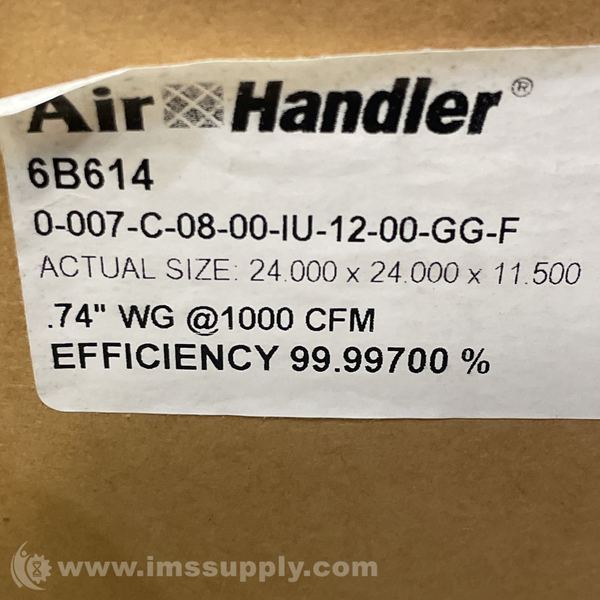 Air Handler®
6B614
0-007-C-08-00-IU-12-00-GG-F
ACTUAL SIZE: 24.000 x 24.000 x 11.500
.74" WG @1000 CFM
EFFICIENCY 99.99700 %
www.imssupply.com